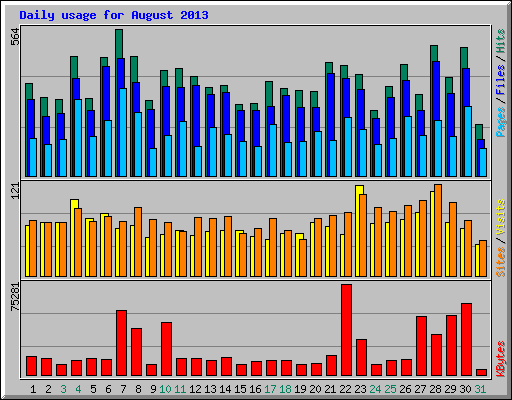 Daily usage for August 2013
564
Pages / Files / Hits
121
Sites / Visits
75281
KBytes
1 2 3 4 5 6 7 8 9 10 11 12 13 14 15 16 17 18 19 20 21 22 23 24 25 26 27 28 29 30 31